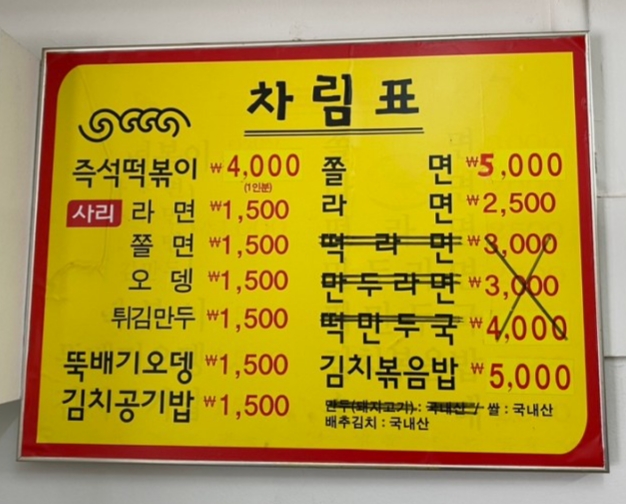 차림표
즉석떡볶이 ₩4,000
(1인분)
사리 라면 ₩1,500
쫄면 ₩1,500
오뎅 ₩1,500
튀김만두 ₩1,500
뚝배기오뎅 ₩1,500
김치공기밥 ₩1,500
쫄면 ₩5,000
라면 ₩2,500
떡라면 ₩3,000
만두라면 ₩3,000
떡만두국 ₩4,000
김치볶음밥 ₩5,000
만두(돼지고기) : 국내산 / 쌀 : 국내산
배추김치 : 국내산